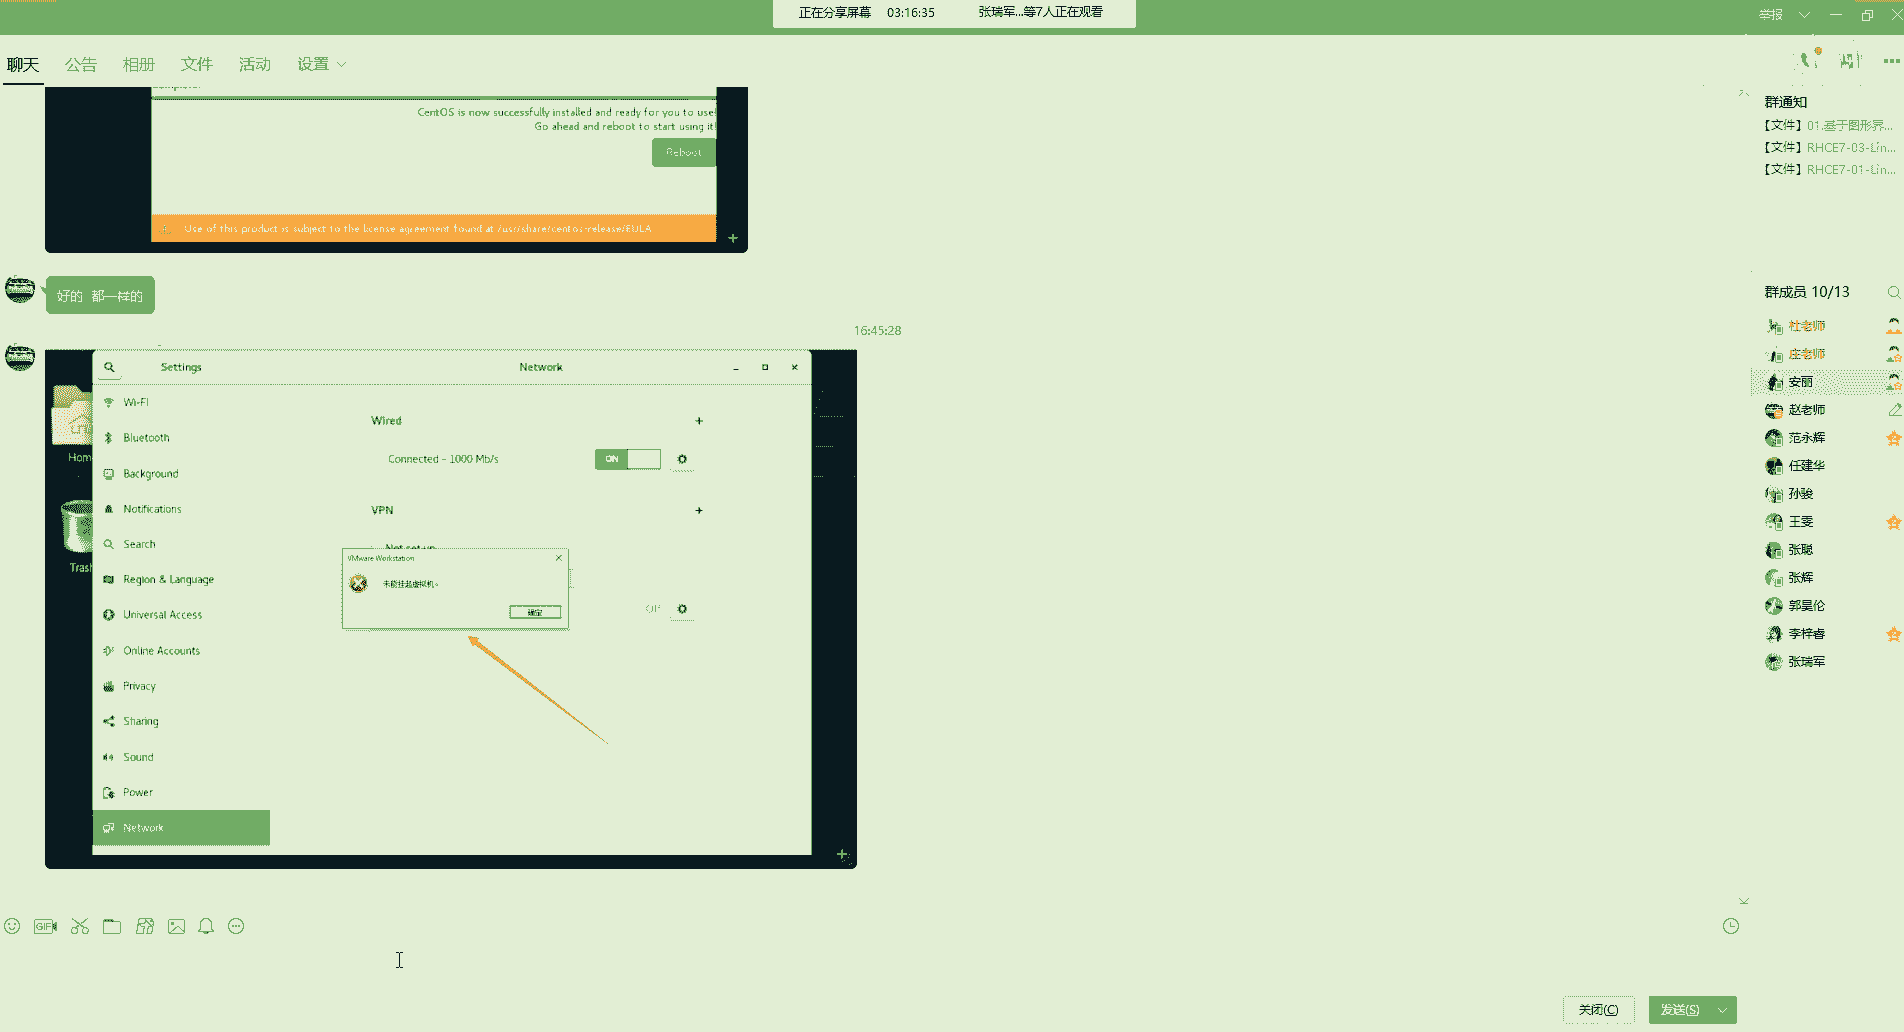 正在分享屏幕 03:16:35 张瑞军...等7人正在观看
举报
聊天 公告 相册 文件 活动 设置
CentOS is now successfully installed and ready for you to use!
Go ahead and reboot to start using it!
Reboot
Use of this product is subject to the license agreement found at /usr/share/centos-release/EULA
好的 都一样的
16:45:28
Home
Trash
Settings
Network
Wi-Fi
Bluetooth
Background
Notifications
Search
Region & Language
Universal Access
Online Accounts
Privacy
Sharing
Sound
Power
Network
Wired
Connected - 1000 Mb/s
ON
VPN
Not set up
VMware Workstation
未能挂起虚拟机。
确定
群通知
【文件】01.基于图形界...
【文件】RHCE7-03-Lin...
【文件】RHCE7-01-Lin...
群成员 10/13
杜老师
庄老师
安丽
赵老师
范永辉
任建华
孙骏
王雯
张聪
张辉
郭昊伦
李梓睿
张瑞军
GIF
关闭(C)
发送(S)